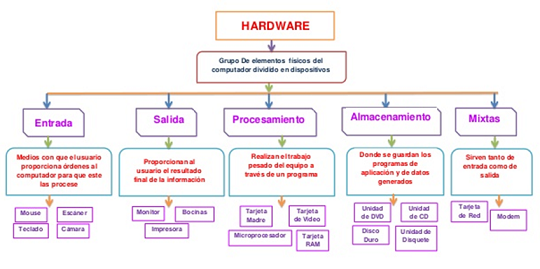 HARDWARE
Grupo De elementos físicos del
computador dividido en dispositivos
Entrada
Salida
Procesamiento
Almacenamiento
Mixtas
Medios con que el usuario
proporciona órdenes al
computador para que este
las procese
Proporcionan al
usuario el resultado
final de la información
Realizan el trabajo
pesado del equipo a
través de un programa
Donde se guardan los
programas de
aplicación y de datos
generados
Sirven tanto de
entrada como de
salida
Mouse
Escáner
Teclado
Camara
Monitor
Bocinas
Impresora
Tarjeta
Madre
Tarjeta
de Video
Microprocesador
Tarjeta
RAM
Unidad
de DVD
Unidad
de CD
Disco
Duro
Unidad de
Disquete
Tarjeta
de Red
Modem